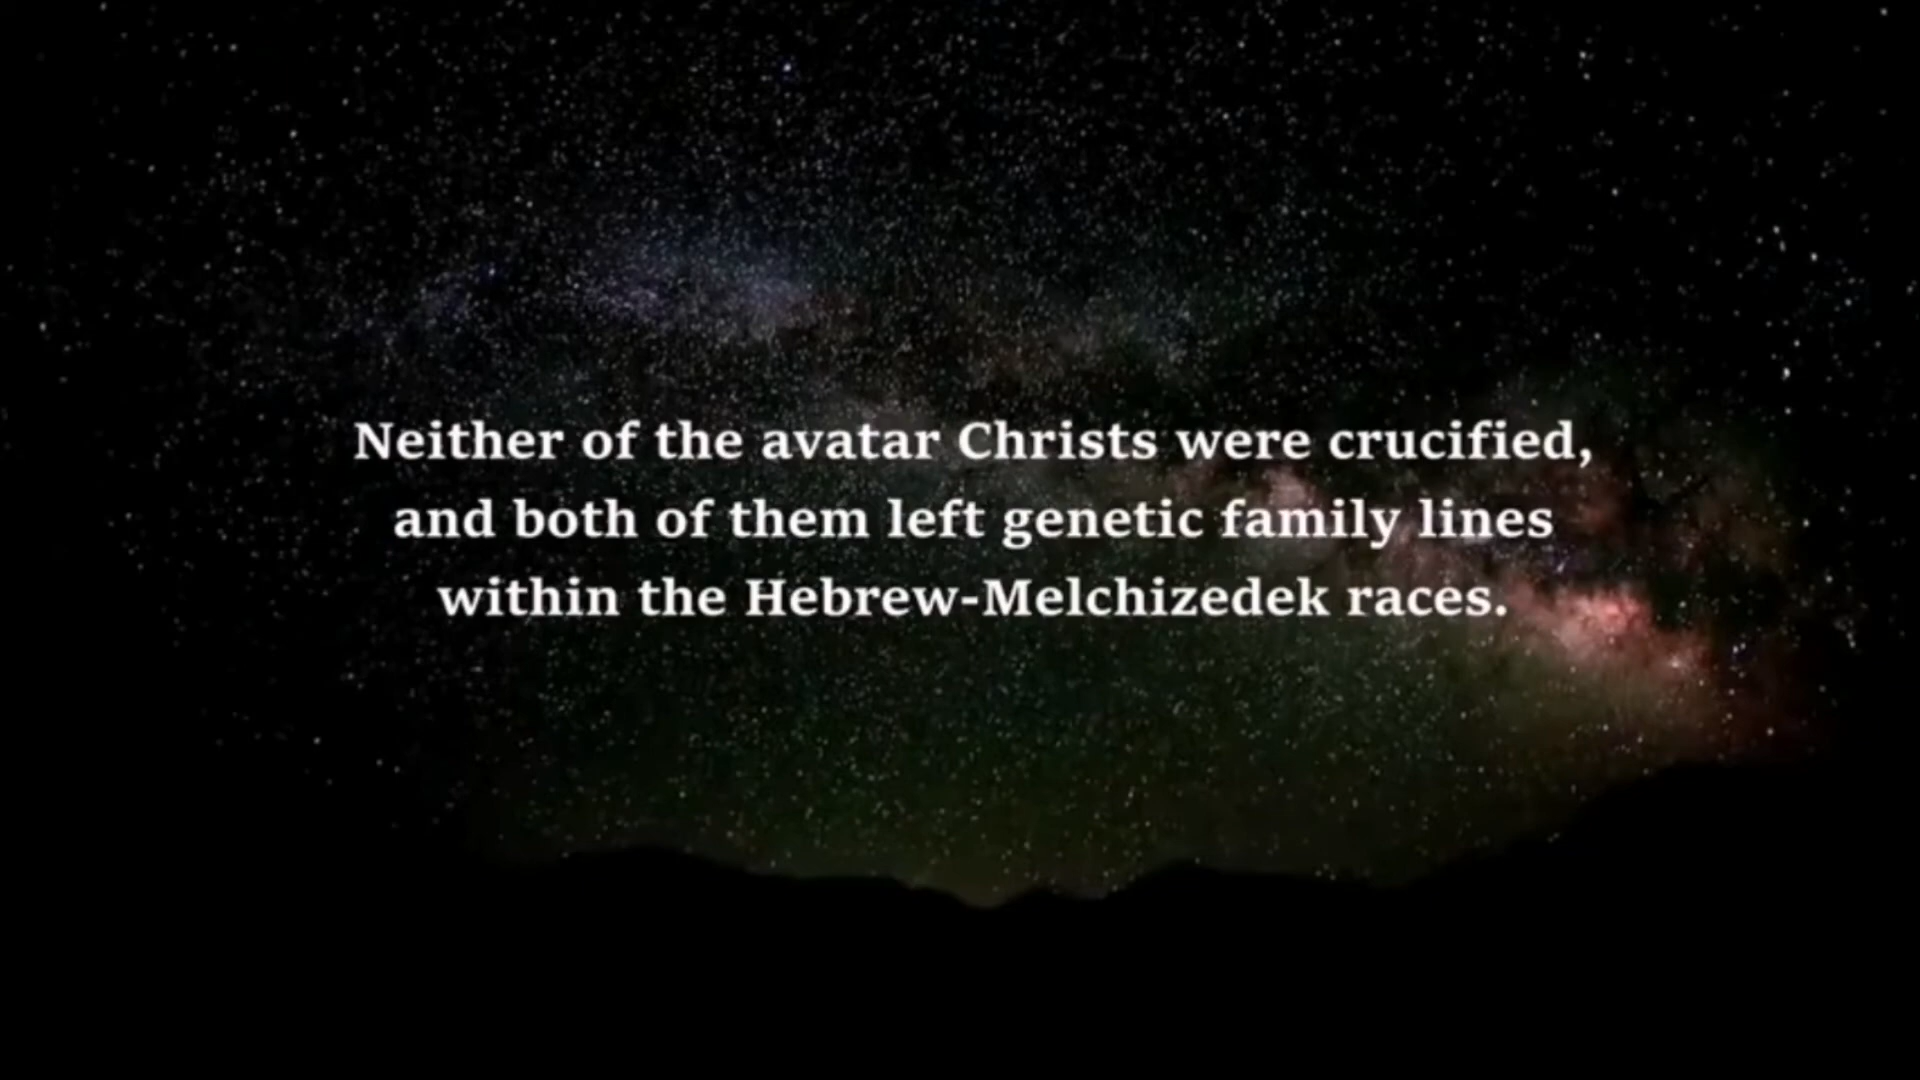 Neither of the avatar Christs were crucified,
and both of them left genetic family lines
within the Hebrew-Melchizedek races.